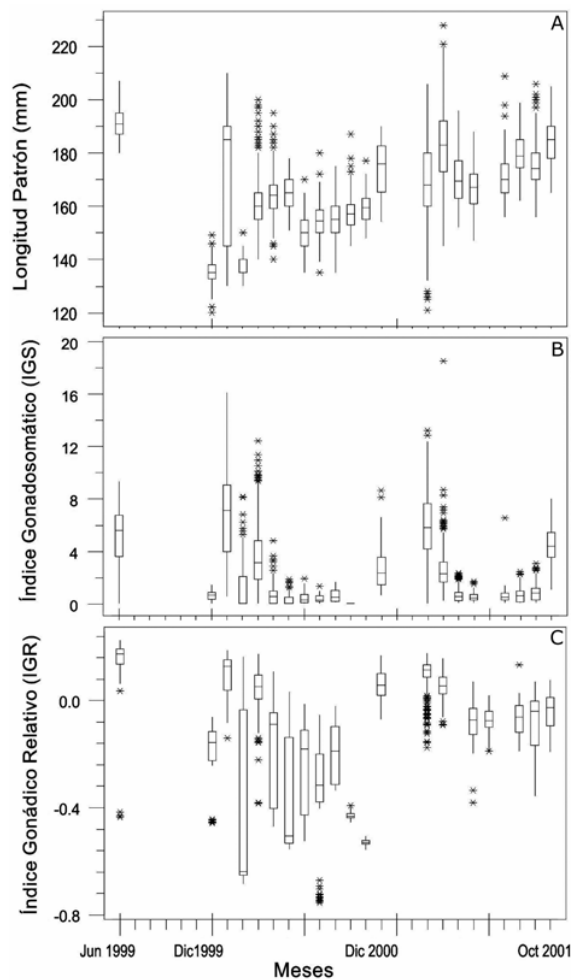 A
Longitud Patrón (mm)
220
200
180
160
140
120
B
Índice Gonadosomático (IGS)
20
16
12
8
4
0
C
Índice Gonádico Relativo (IGR)
0.0
-0.4
-0.8
Jun 1999 Dic1999 Dic 2000 Oct 2001
Meses